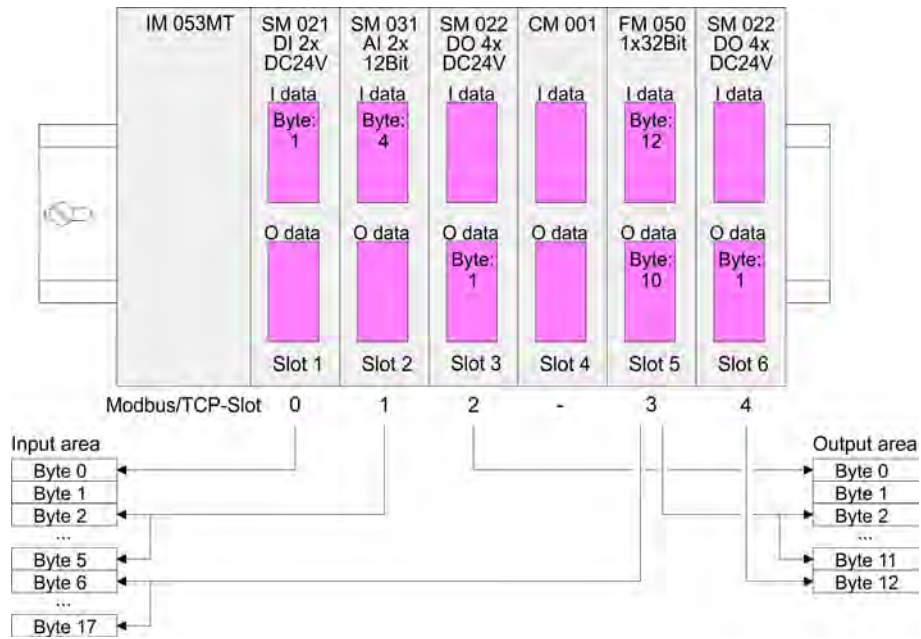 IM 053MT
SM 021
DI 2x
DC24V
SM 031
AI 2x
12Bit
SM 022
DO 4x
DC24V
CM 001
FM 050
1x32Bit
SM 022
DO 4x
DC24V
I data
I data
I data
I data
I data
I data
Byte:
1
Byte:
4
Byte:
12
O data
O data
O data
O data
O data
O data
Byte:
1
Byte:
10
Byte:
1
Slot 1
Slot 2
Slot 3
Slot 4
Slot 5
Slot 6
Modbus/TCP-Slot 0 1 2 - 3 4
Input area
Byte 0
Byte 1
Byte 2
...
Byte 5
Byte 6
...
Byte 17
Output area
Byte 0
Byte 1
Byte 2
...
Byte 11
Byte 12